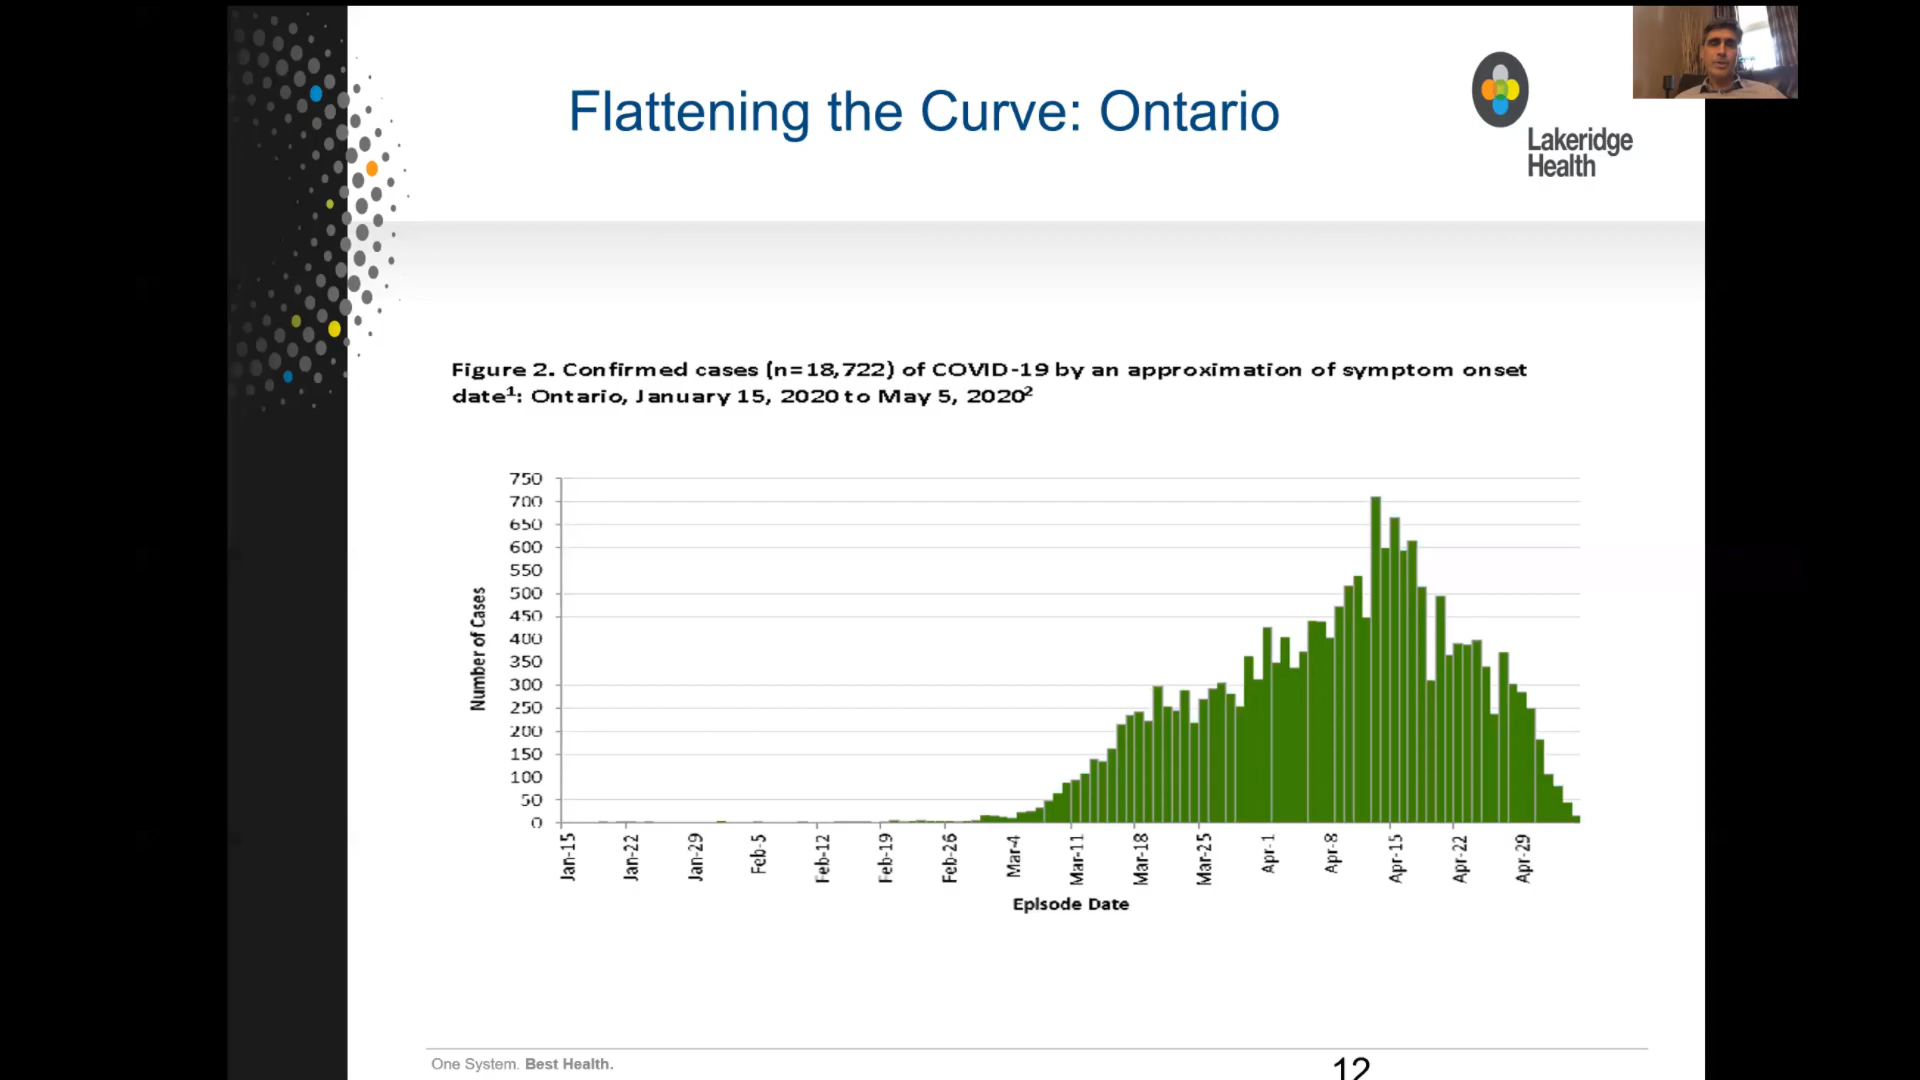 Flattening the Curve: Ontario
Lakeridge
Health
Figure 2. Confirmed cases (n=18,722) of COVID-19 by an approximation of symptom onset
date¹: Ontario, January 15, 2020 to May 5, 2020²
750
700
650
600
550
500
450
400
350
300
250
200
150
100
50
0
Number of Cases
Jan-15
Jan-22
Jan-29
Feb-5
Feb-12
Feb-19
Feb-26
Mar-4
Mar-11
Mar-18
Mar-25
Apr-1
Apr-8
Apr-15
Apr-22
Apr-29
Episode Date
One System. Best Health.
12